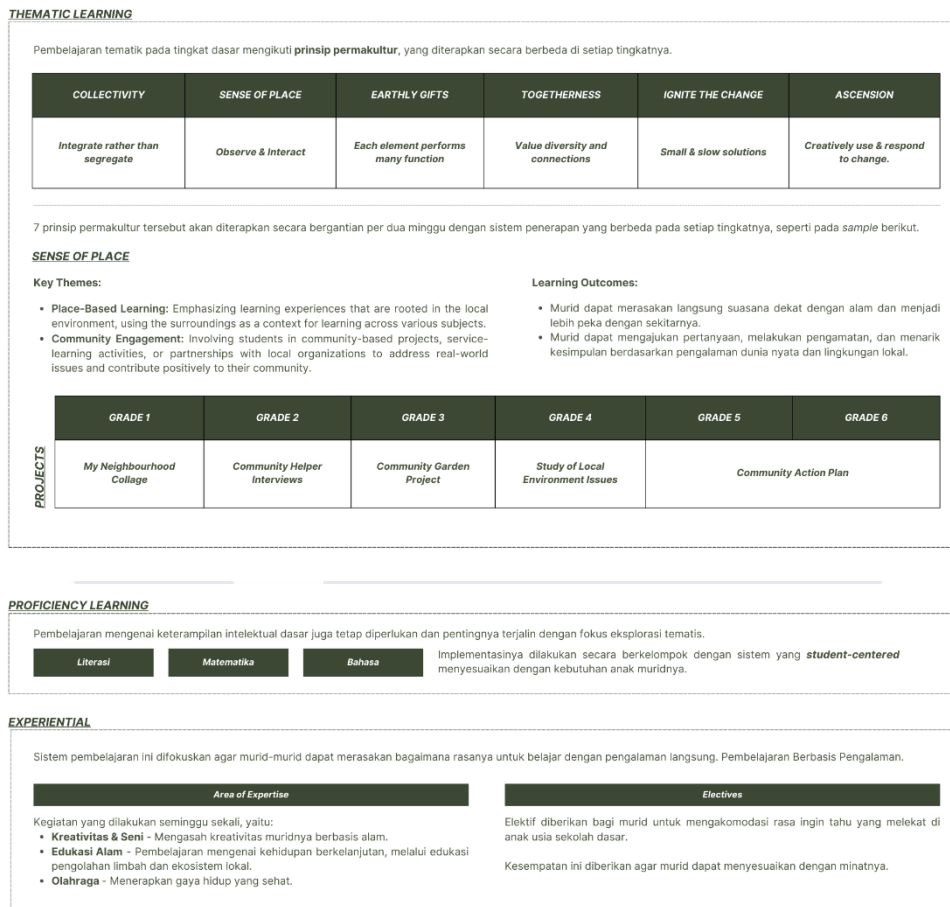 THEMATIC LEARNING
Pembelajaran tematik pada tingkat dasar mengikuti prinsip permakultur, yang diterapkan secara berbeda di setiap tingkatnya.
COLLECTIVITY
SENSE OF PLACE
EARTHLY GIFTS
TOGETHERNESS
IGNITE THE CHANGE
ASCENSION
Integrate rather than
segregate
Observe & Interact
Each element performs
many function
Value diversity and
connections
Small & slow solutions
Creatively use & respond
to change.
7 prinsip permakultur tersebut akan diterapkan secara bergantian per dua minggu dengan sistem penerapan yang berbeda pada setiap tingkatnya, seperti pada sample berikut.
SENSE OF PLACE
Key Themes:
• Place-Based Learning: Emphasizing learning experiences that are rooted in the local
environment, using the surroundings as a context for learning across various subjects.
• Community Engagement: Involving students in community-based projects, service-
learning activities, or partnerships with local organizations to address real-world
issues and contribute positively to their community.
Learning Outcomes:
• Murid dapat merasakan langsung suasana dekat dengan alam dan menjadi
lebih peka dengan sekitarnya.
• Murid dapat mengajukan pertanyaan, melakukan pengamatan, dan menarik
kesimpulan berdasarkan pengalaman dunia nyata dan lingkungan lokal.
PROJECTS
GRADE 1
GRADE 2
GRADE 3
GRADE 4
GRADE 5
GRADE 6
My Neighbourhood
Collage
Community Helper
Interviews
Community Garden
Project
Study of Local
Environment Issues
Community Action Plan
PROFICIENCY LEARNING
Pembelajaran mengenai keterampilan intelektual dasar juga tetap diperlukan dan pentingnya terjalin dengan fokus eksplorasi tematis.
Literasi
Matematika
Bahasa
Implementasinya dilakukan secara berkelompok dengan sistem yang student-centered
menyesuaikan dengan kebutuhan anak muridnya.
EXPERIENTIAL
Sistem pembelajaran ini difokuskan agar murid-murid dapat merasakan bagaimana rasanya untuk belajar dengan pengalaman langsung. Pembelajaran Berbasis Pengalaman.
Area of Expertise
Kegiatan yang dilakukan seminggu sekali, yaitu:
• Kreativitas & Seni - Mengasah kreativitas muridnya berbasis alam.
• Edukasi Alam - Pembelajaran mengenai kehidupan berkelanjutan, melalui edukasi
pengolahan limbah dan ekosistem lokal.
• Olahraga - Menerapkan gaya hidup yang sehat.
Electives
Elektif diberikan bagi murid untuk mengakomodasi rasa ingin tahu yang melekat di
anak usia sekolah dasar.
Kesempatan ini diberikan agar murid dapat menyesuaikan dengan minatnya.